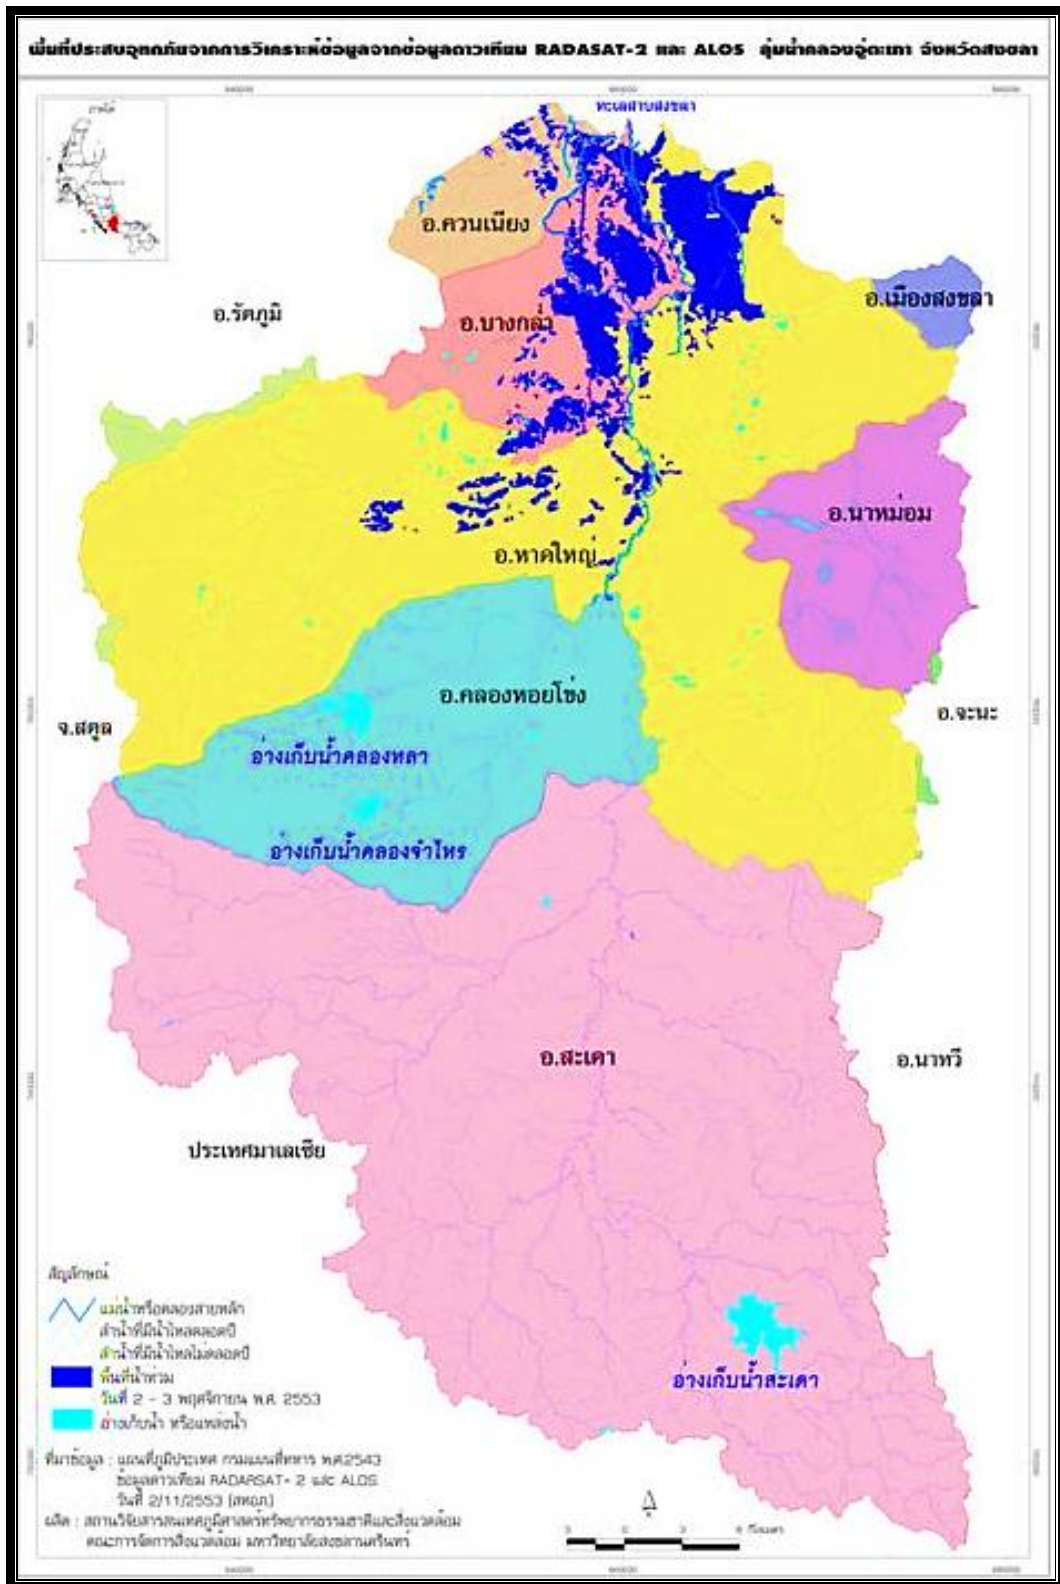 พื้นที่ประสบอุทกภัยจากการวิเคราะห์ข้อมูลจากข้อมูลดาวเทียม RADASAT-2 และ ALOS ลุ่มน้ำคลองอู่ตะเภา จังหวัดสงขลา
ทะเลสาบสงขลา
อ.ควนเนียง
อ.เมืองสงขลา
อ.รัตภูมิ
อ.บางกล่ำ
อ.นาหม่อม
อ.หาดใหญ่
อ.คลองหอยโข่ง
อ.จะนะ
จ.สตูล
อ่างเก็บน้ำคลองหลา
อ่างเก็บน้ำคลองจำไหร
อ.สะเดา
อ.นาทวี
ประเทศมาเลเซีย
อ่างเก็บน้ำสะเดา
สัญลักษณ์
แม่น้ำหรือคลองสายหลัก
ลำน้ำที่มีน้ำไหลตลอดปี
ลำน้ำที่มีน้ำไหลไม่ตลอดปี
พื้นที่น้ำท่วม
วันที่ 2 - 3 พฤศจิกายน พ.ศ. 2553
อ่างเก็บน้ำ หรือแหล่งน้ำ
ที่มาข้อมูล : แผนที่ภูมิประเทศ กรมแผนที่ทหาร พ.ศ.2543
ข้อมูลดาวเทียม RADARSAT- 2 และ ALOS
วันที่ 2/11/2553 (สทอภ.)
ผลิต : สถานวิจัยสารสนเทศภูมิศาสตร์ทรัพยากรธรรมชาติและสิ่งแวดล้อม
คณะการจัดการสิ่งแวดล้อม มหาวิทยาลัยสงขลานครินทร์
กิโลเมตร